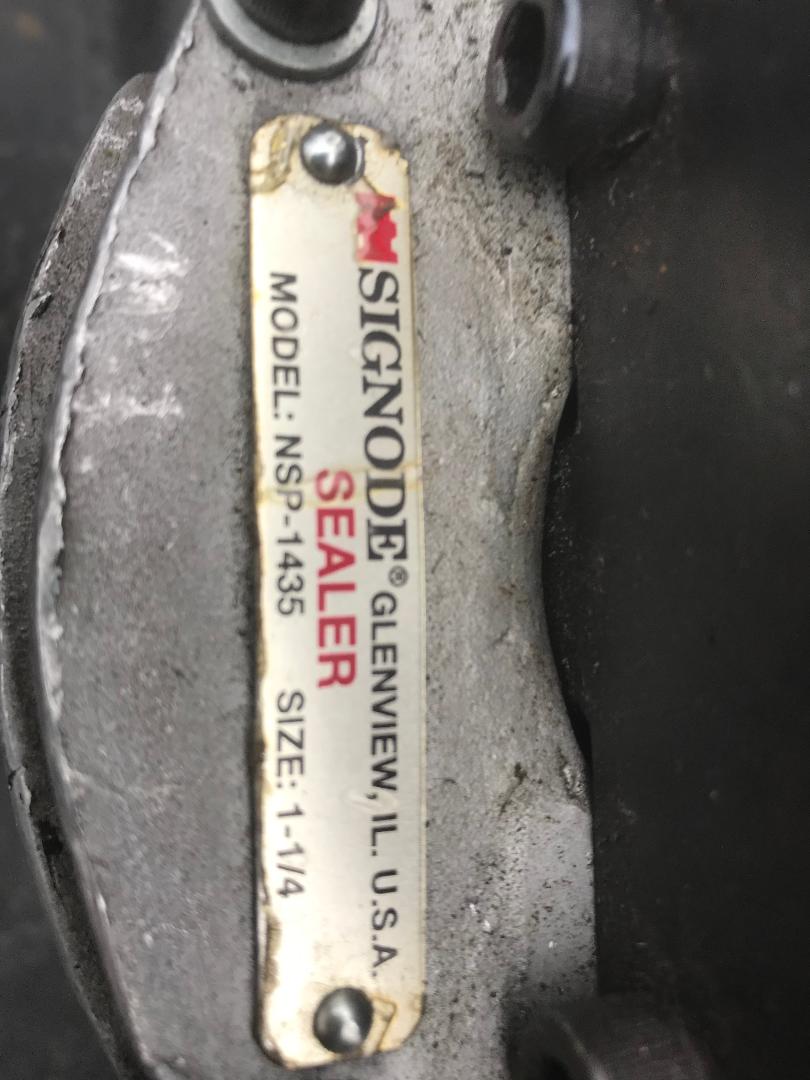 SIGNODE® GLENVIEW, IL. U.S.A.
SEALER
MODEL: NSP-1435 SIZE: 1-1/4